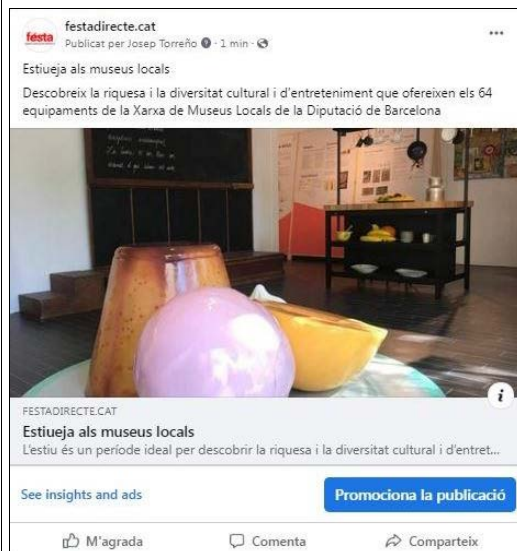 festa
festadirecte.cat
Publicat per Josep Torreño · 1 min ·
Estiueja als museus locals
Descobreix la riquesa i la diversitat cultural i d'entreteniment que ofereixen els 64
equipaments de la Xarxa de Museus Locals de la Diputació de Barcelona
FESTADIRECTE.CAT
Estiueja als museus locals
L'estiu és un període ideal per descobrir la riquesa i la diversitat cultural i d'entret...
See insights and ads
Promociona la publicació
M'agrada
Comenta
Comparteix